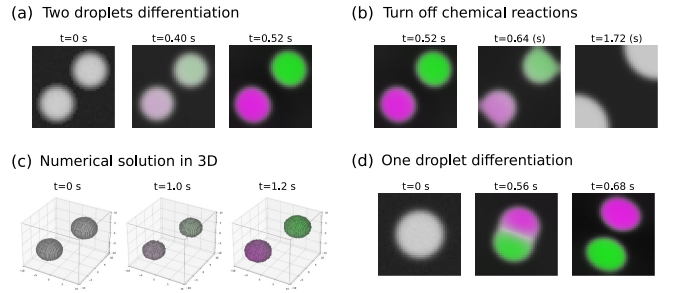 (a) Two droplets differentiation
t=0 s
t=0.40 s
t=0.52 s
(b) Turn off chemical reactions
t=0.52 s
t=0.64 (s)
t=1.72 (s)
(c) Numerical solution in 3D
t=0 s
t=1.0 s
t=1.2 s
(d) One droplet differentiation
t=0 s
t=0.56 s
t=0.68 s